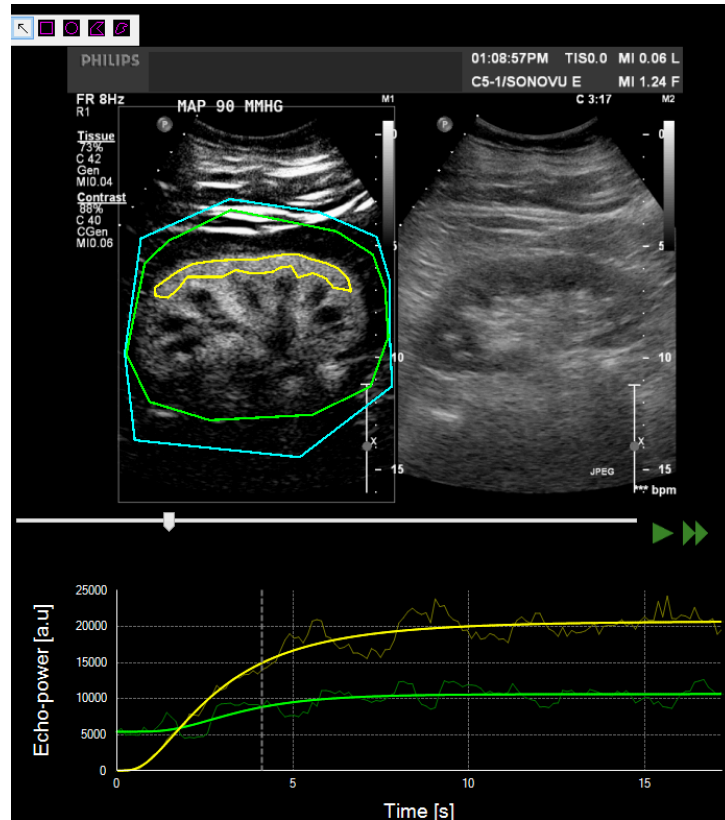 PHILIPS
01:08:57PM TIS0.0 MI 0.06 L
C5-1/SONOVU E MI 1.24 F
FR 8Hz
R1
MAP 90 MMHG
M1
C 3:17
M2
P
P
Tissue
73%
C 42
Gen
MI0.04
Contrast
88%
C 40
CGen
MI0.06
0
0
5
5
10
10
X
X
15
15
JPEG
*** bpm
Echo-power [a.u]
25000
20000
15000
10000
5000
0
0
5
10
15
Time [s]